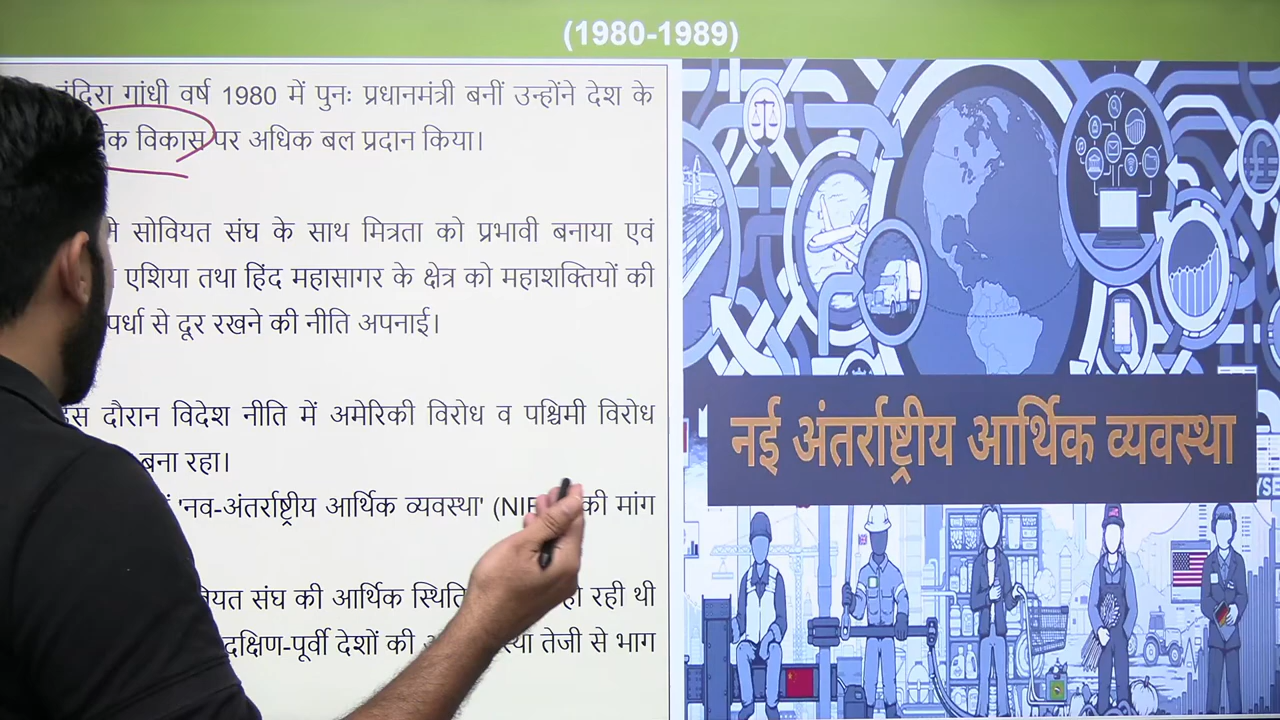 (1980-1989)
गांधी वर्ष 1980 में पुनः प्रधानमंत्री बनीं उन्होंने देश के
विकास पर अधिक बल प्रदान किया।
सोवियत संघ के साथ मित्रता को प्रभावी बनाया एवं
एशिया तथा हिंद महासागर के क्षेत्र को महाशक्तियों की
से दूर रखने की नीति अपनाई।
दौरान विदेश नीति में अमेरिकी विरोध व पश्चिमी विरोध
बना रहा।
'नव-अंतर्राष्ट्रीय आर्थिक व्यवस्था' की मांग
संघ की आर्थिक रही थी
दक्षिण-पूर्वी देशों की तेजी से भाग
नई अंतर्राष्ट्रीय आर्थिक व्यवस्था